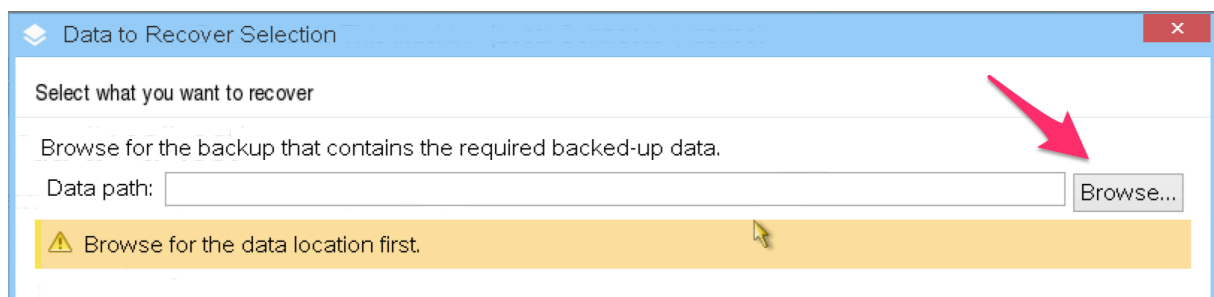 Data to Recover Selection
Select what you want to recover
Browse for the backup that contains the required backed-up data.
Data path:
Browse...
Browse for the data location first.